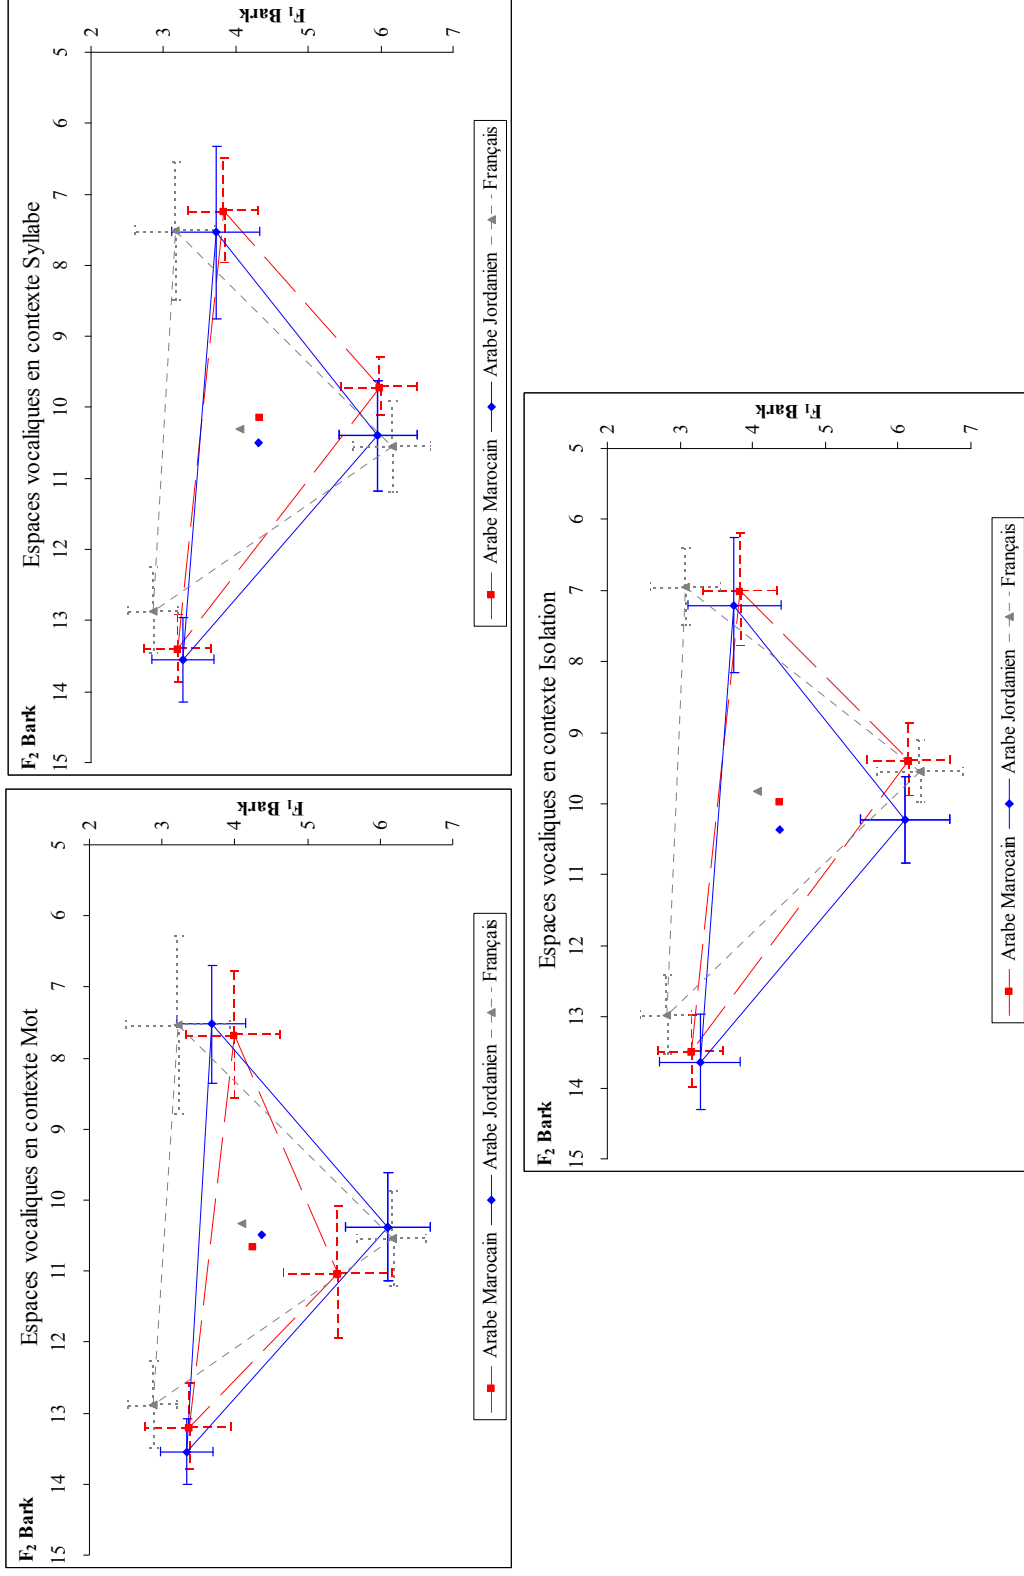 Espaces vocaliques en contexte Mot
F₂ Bark
15 14 13 12 11 10 9 8 7 6 5
2
3
4
5
6
7
F₁ Bark
Arabe Marocain Arabe Jordanien Français
Espaces vocaliques en contexte Syllabe
F₂ Bark
15 14 13 12 11 10 9 8 7 6 5
2
3
4
5
6
7
F₁ Bark
Arabe Marocain Arabe Jordanien Français
Espaces vocaliques en contexte Isolation
F₂ Bark
15 14 13 12 11 10 9 8 7 6 5
2
3
4
5
6
7
F₁ Bark
Arabe Marocain Arabe Jordanien Français